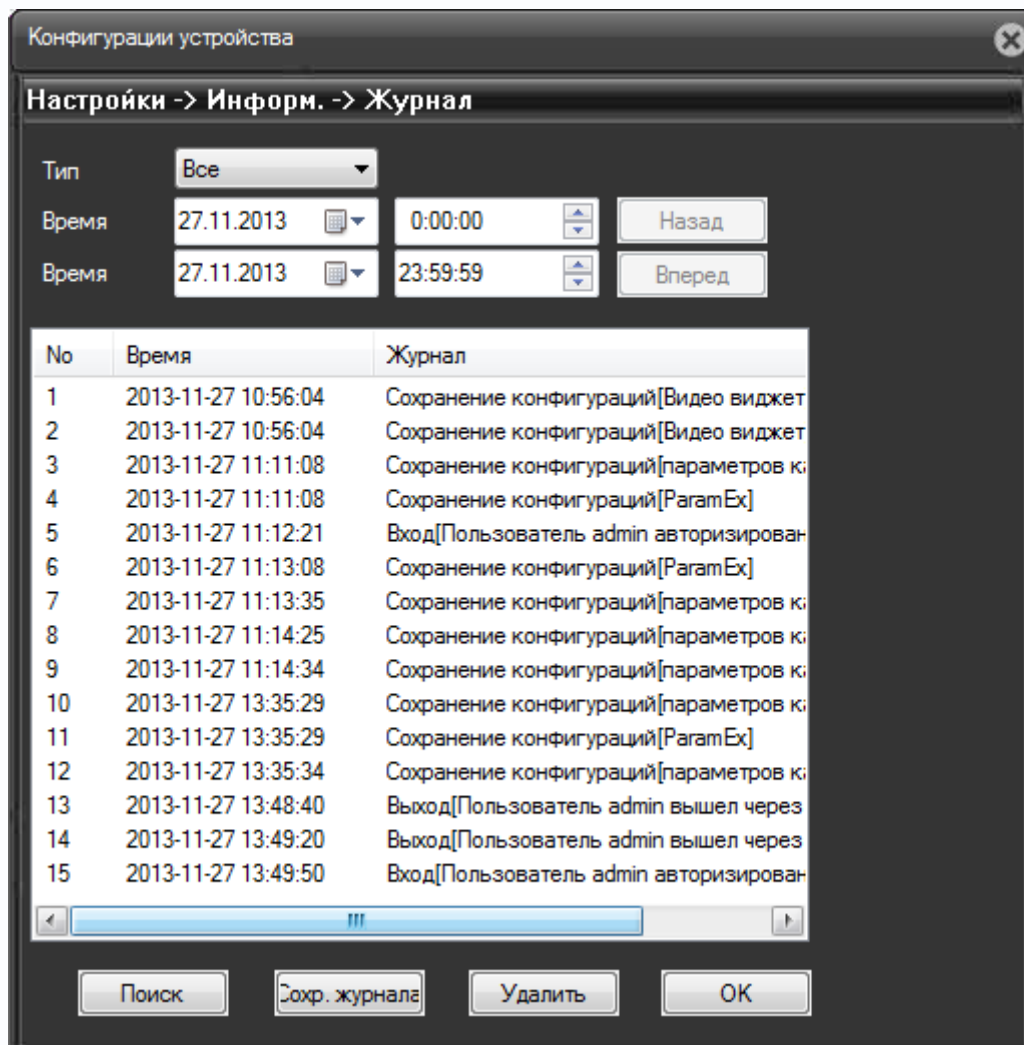 Конфигурации устройства
Настройки -> Информ. -> Журнал
Тип Все
Время 27.11.2013 0:00:00 Назад
Время 27.11.2013 23:59:59 Вперед
No Время Журнал
1 2013-11-27 10:56:04 Сохранение конфигураций[Видео виджет
2 2013-11-27 10:56:04 Сохранение конфигураций[Видео виджет
3 2013-11-27 11:11:08 Сохранение конфигураций[параметров ка
4 2013-11-27 11:11:08 Сохранение конфигураций[ParamEx]
5 2013-11-27 11:12:21 Вход[Пользователь admin авторизирован
6 2013-11-27 11:13:08 Сохранение конфигураций[ParamEx]
7 2013-11-27 11:13:35 Сохранение конфигураций[параметров ка
8 2013-11-27 11:14:25 Сохранение конфигураций[параметров ка
9 2013-11-27 11:14:34 Сохранение конфигураций[параметров ка
10 2013-11-27 13:35:29 Сохранение конфигураций[параметров ка
11 2013-11-27 13:35:29 Сохранение конфигураций[ParamEx]
12 2013-11-27 13:35:34 Сохранение конфигураций[параметров ка
13 2013-11-27 13:48:40 Выход[Пользователь admin вышел через
14 2013-11-27 13:49:20 Выход[Пользователь admin вышел через
15 2013-11-27 13:49:50 Вход[Пользователь admin авторизирован
Поиск Сохр. журнала Удалить OK